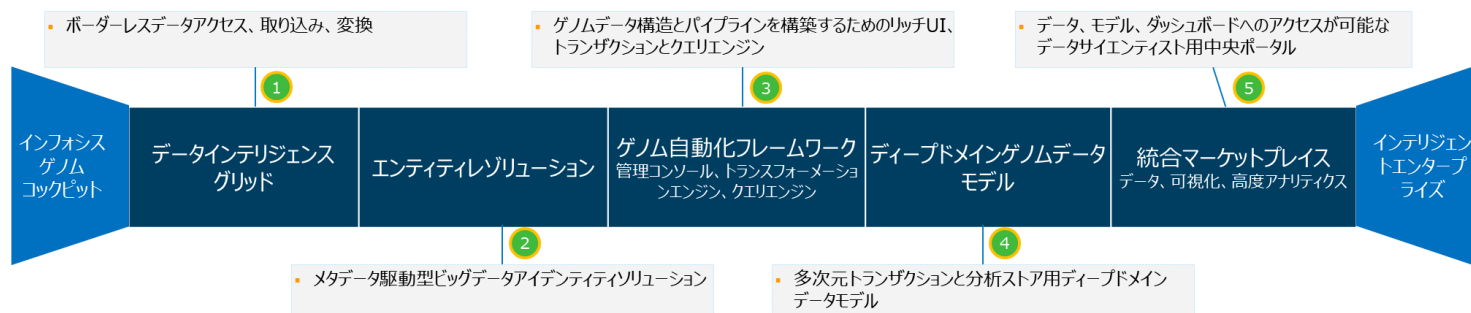 ▪ ボーダーレスデータアクセス、取り込み、変換
▪ ゲノムデータ構造とパイプラインを構築するためのリッチUI、
トランザクションとクエリエンジン
▪ データ、モデル、ダッシュボードへのアクセスが可能な
データサイエンティスト用中央ポータル
1
3
5
インフォシス
ゲノム
コックピット
データインテリジェンス
グリッド
エンティティレゾリューション
ゲノム自動化フレームワーク
管理コンソール、トランスフォーメーショ
ンエンジン、クエリエンジン
ディープドメインゲノムデータ
モデル
統合マーケットプレイス
データ、可視化、高度アナリティクス
インテリジェン
トエンタープ
ライズ
2
4
▪ メタデータ駆動型ビッグデータアイデンティティソリューション
▪ 多次元トランザクションと分析ストア用ディープドメイン
データモデル